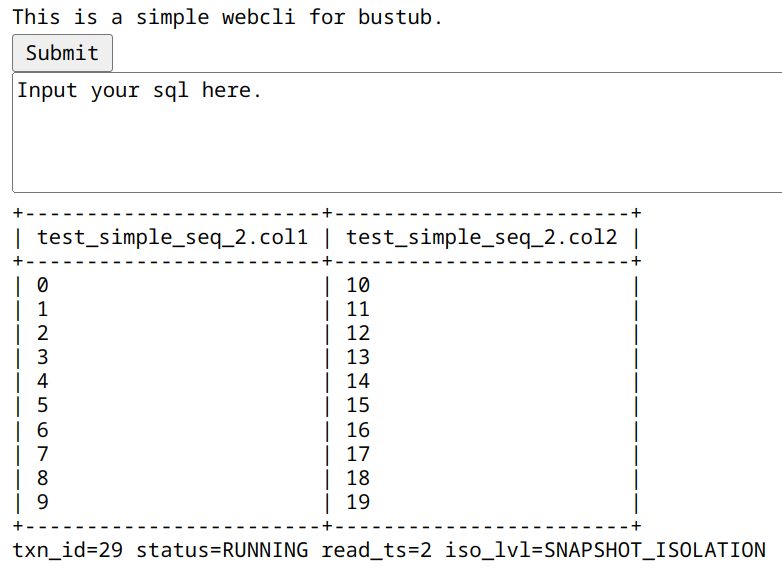 This is a simple webcli for bustub.
Submit
Input your sql here.
+------------------------+------------------------+
| test_simple_seq_2.col1 | test_simple_seq_2.col2 |
+------------------------+------------------------+
| 0                      | 10                     |
| 1                      | 11                     |
| 2                      | 12                     |
| 3                      | 13                     |
| 4                      | 14                     |
| 5                      | 15                     |
| 6                      | 16                     |
| 7                      | 17                     |
| 8                      | 18                     |
| 9                      | 19                     |
+------------------------+------------------------+
txn_id=29 status=RUNNING read_ts=2 iso_lvl=SNAPSHOT_ISOLATION